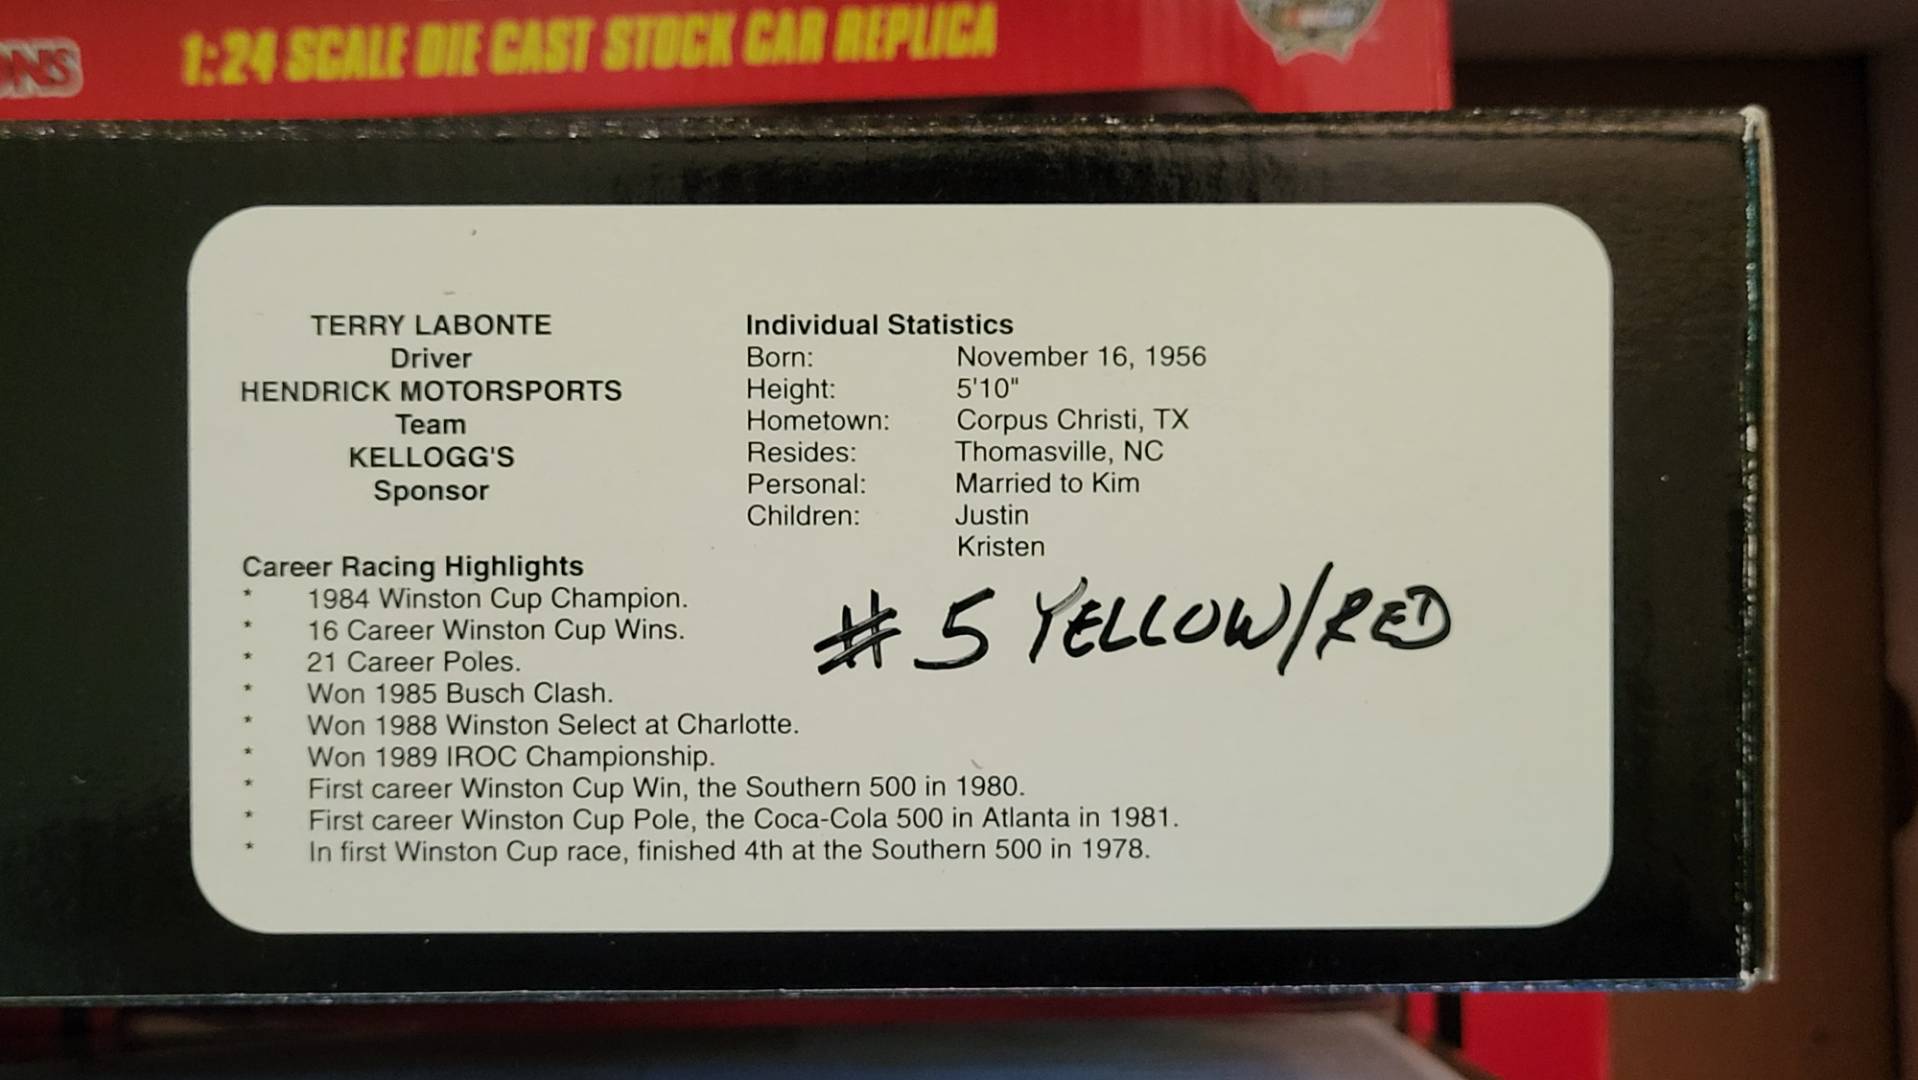 1:24 SCALE DIE CAST STOCK CAR REPLICA
TERRY LABONTE
Driver
HENDRICK MOTORSPORTS
Team
KELLOGG'S
Sponsor
Individual Statistics
Born: November 16, 1956
Height: 5'10"
Hometown: Corpus Christi, TX
Resides: Thomasville, NC
Personal: Married to Kim
Children: Justin
Kristen
Career Racing Highlights
* 1984 Winston Cup Champion.
* 16 Career Winston Cup Wins.
* 21 Career Poles.
* Won 1985 Busch Clash.
* Won 1988 Winston Select at Charlotte.
* Won 1989 IROC Championship.
* First career Winston Cup Win, the Southern 500 in 1980.
* First career Winston Cup Pole, the Coca-Cola 500 in Atlanta in 1981.
* In first Winston Cup race, finished 4th at the Southern 500 in 1978.
# 5 YELLOW/RED